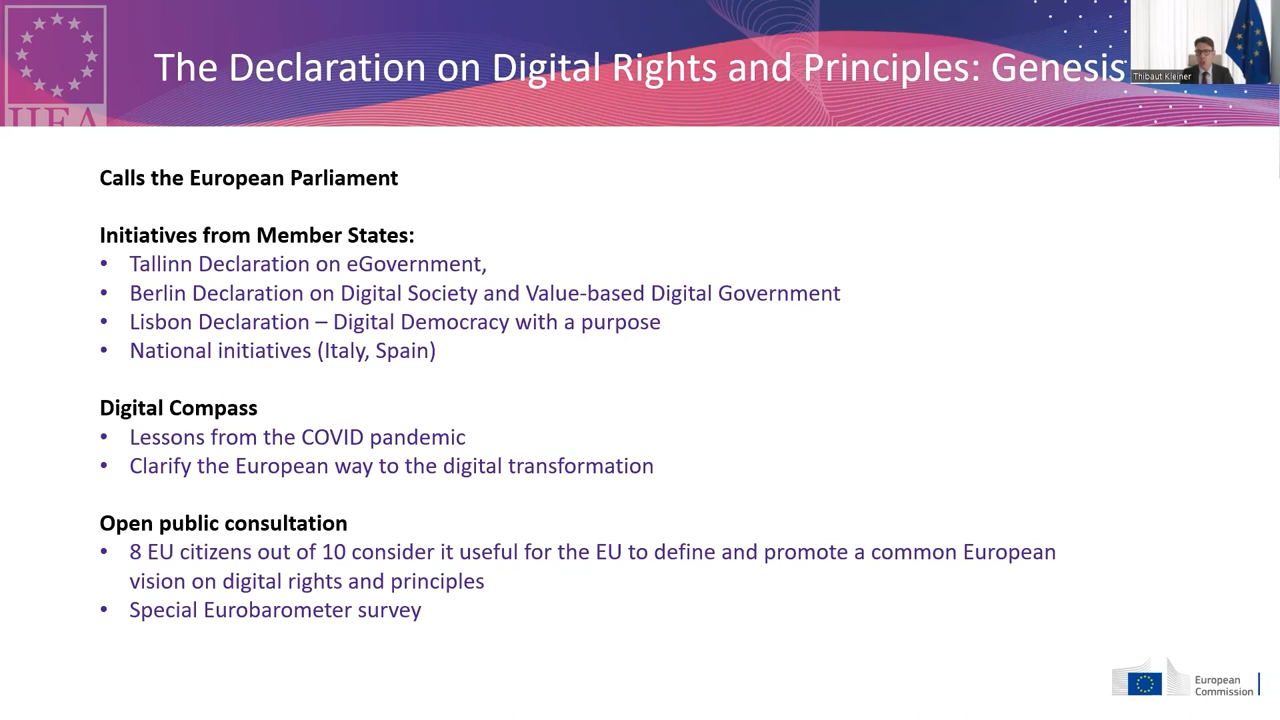 The Declaration on Digital Rights and Principles: Genesis
Thibaut Kleiner
IIEA
Calls the European Parliament
Initiatives from Member States:
• Tallinn Declaration on eGovernment,
• Berlin Declaration on Digital Society and Value-based Digital Government
• Lisbon Declaration – Digital Democracy with a purpose
• National initiatives (Italy, Spain)
Digital Compass
• Lessons from the COVID pandemic
• Clarify the European way to the digital transformation
Open public consultation
• 8 EU citizens out of 10 consider it useful for the EU to define and promote a common European
vision on digital rights and principles
• Special Eurobarometer survey
European
Commission